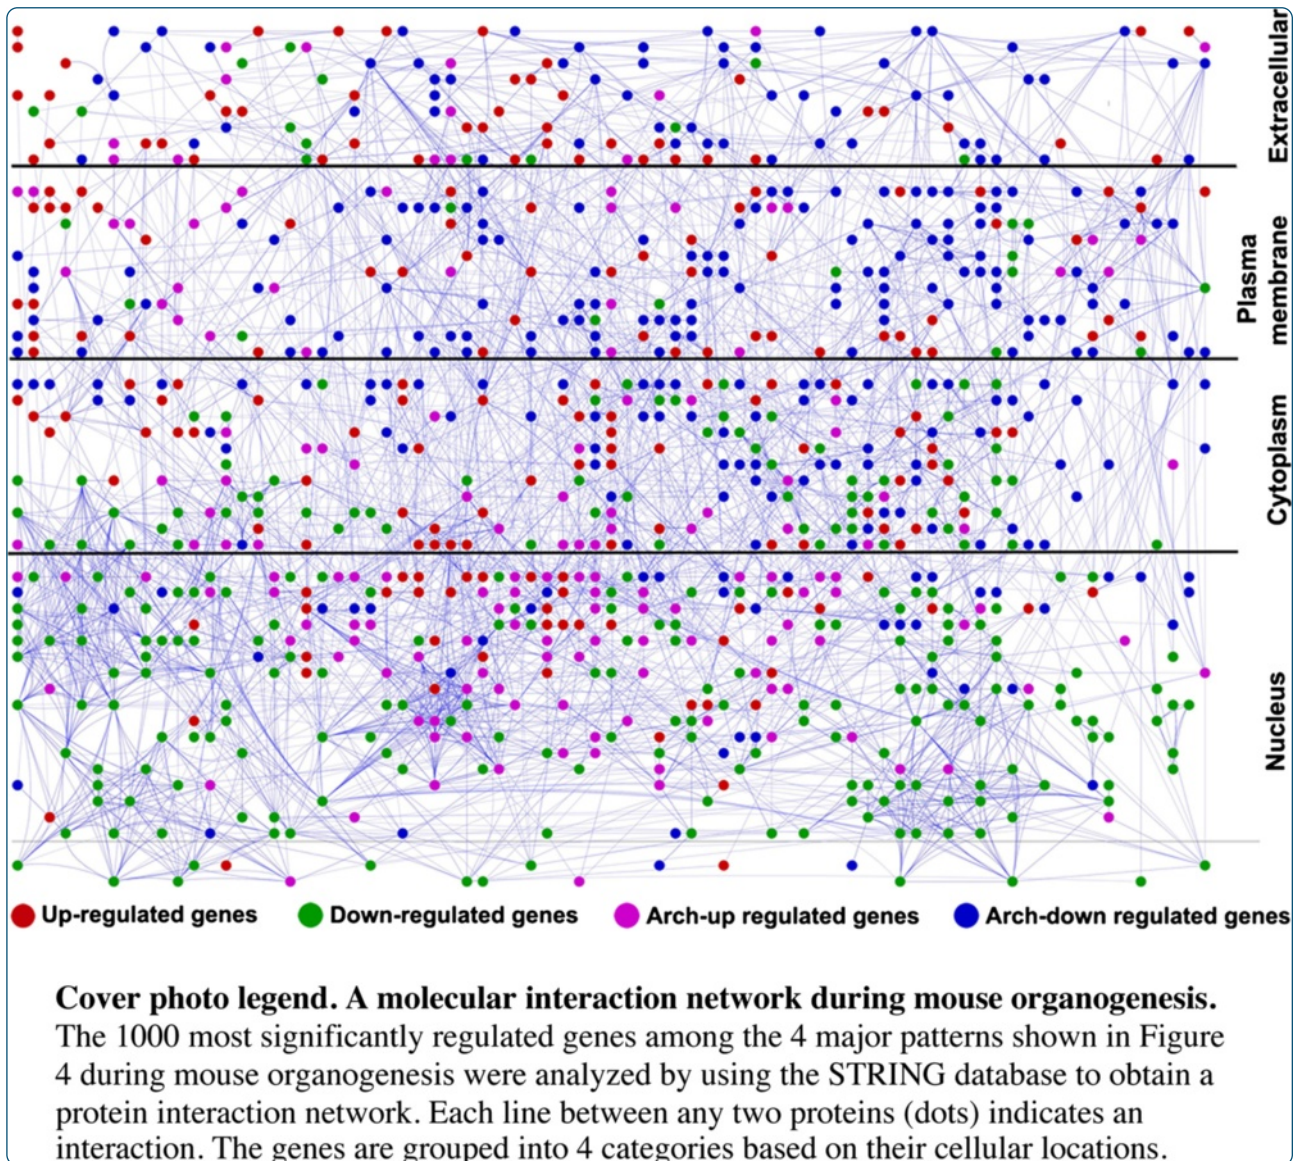 Extracellular
Plasma
membrane
Cytoplasm
Nucleus
Up-regulated genes
Down-regulated genes
Arch-up regulated genes
Arch-down regulated genes
Cover photo legend. A molecular interaction network during mouse organogenesis.
The 1000 most significantly regulated genes among the 4 major patterns shown in Figure
4 during mouse organogenesis were analyzed by using the STRING database to obtain a
protein interaction network. Each line between any two proteins (dots) indicates an
interaction. The genes are grouped into 4 categories based on their cellular locations.